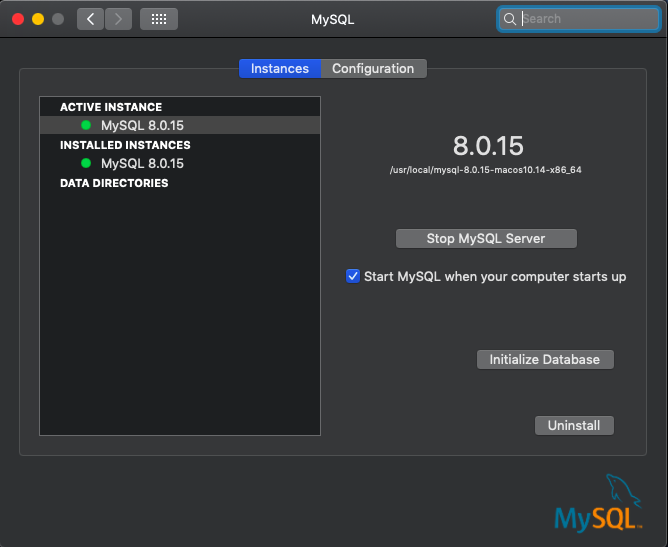 MySQL
Search
Instances
Configuration
ACTIVE INSTANCE
MySQL 8.0.15
INSTALLED INSTANCES
MySQL 8.0.15
DATA DIRECTORIES
8.0.15
/usr/local/mysql-8.0.15-macos10.14-x86_64
Stop MySQL Server
Start MySQL when your computer starts up
Initialize Database
Uninstall
MySQL™